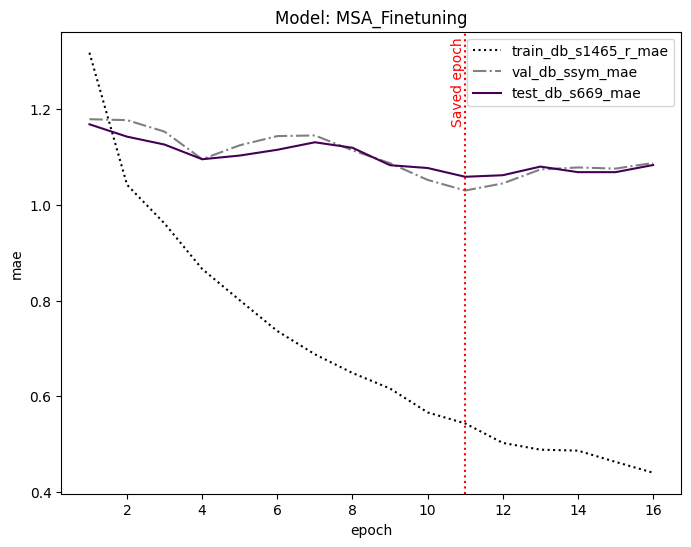 Model: MSA_Finetuning
train_db_s1465_r_mae
val_db_ssym_mae
test_db_s669_mae
Saved epoch
mae
1.2
1.0
0.8
0.6
0.4
2 4 6 8 10 12 14 16
epoch